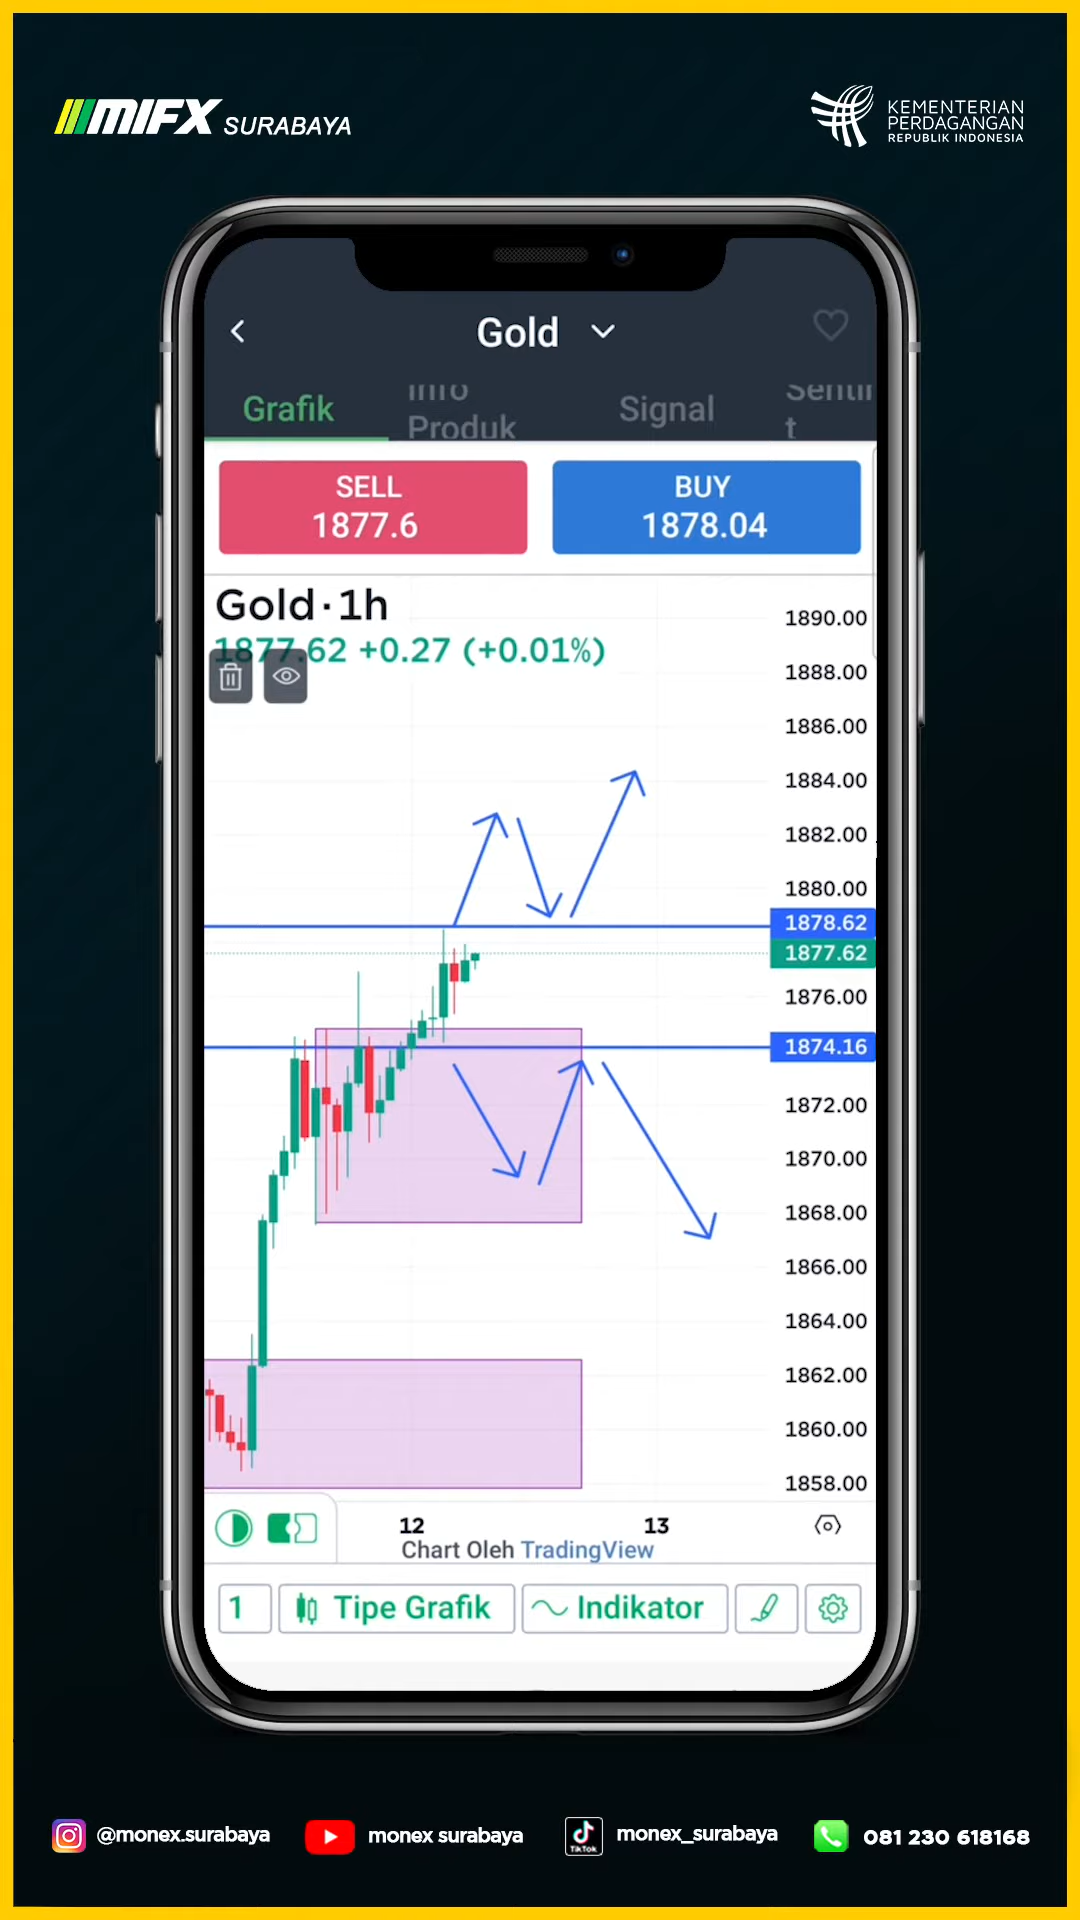 MIFX SURABAYA
KEMENTERIAN
PERDAGANGAN
REPUBLIK INDONESIA
Gold
Grafik
Info
Produk
Signal
t
SELL
1877.6
BUY
1878.04
Gold · 1h
1877.62 +0.27 (+0.01%)
1890.00
1888.00
1886.00
1884.00
1882.00
1880.00
1878.62
1877.62
1876.00
1874.16
1872.00
1870.00
1868.00
1866.00
1864.00
1862.00
1860.00
1858.00
12
13
Chart Oleh TradingView
1
Tipe Grafik
Indikator
@monex.surabaya
monex surabaya
TikTok
monex_surabaya
081 230 618168